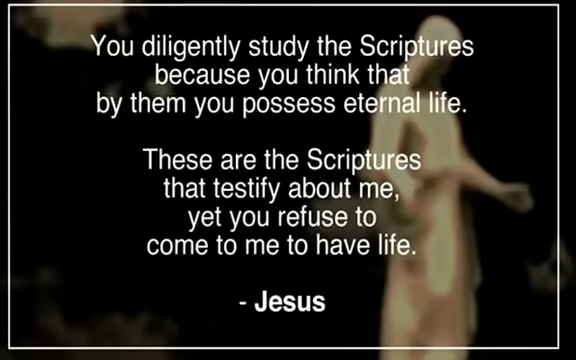 You diligently study the Scriptures
because you think that
by them you possess eternal life.
These are the Scriptures
that testify about me,
yet you refuse to
come to me to have life.
- Jesus